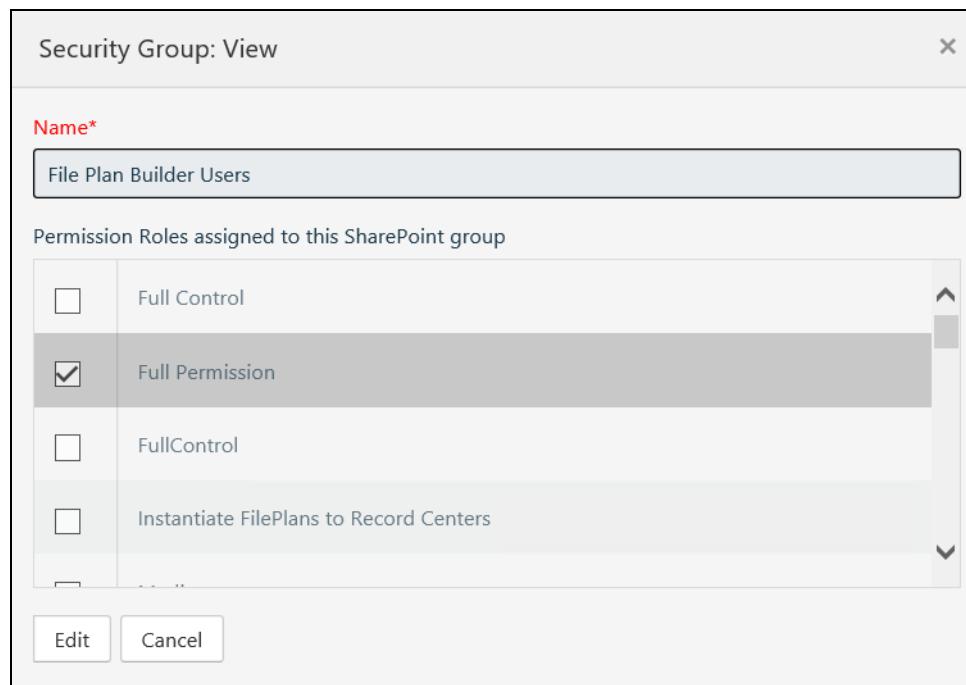 Security Group: View
Name*
File Plan Builder Users
Permission Roles assigned to this SharePoint group
Full Control
Full Permission
FullControl
Instantiate FilePlans to Record Centers
Edit
Cancel